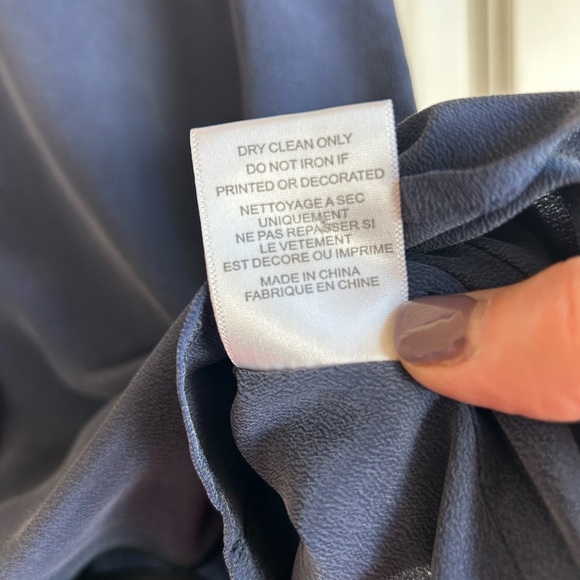 DRY CLEAN ONLY
DO NOT IRON IF
PRINTED OR DECORATED
NETTOYAGE A SEC
UNIQUEMENT
NE PAS REPASSER SI
LE VETEMENT
EST DECORE OU IMPRIME
MADE IN CHINA
FABRIQUE EN CHINE